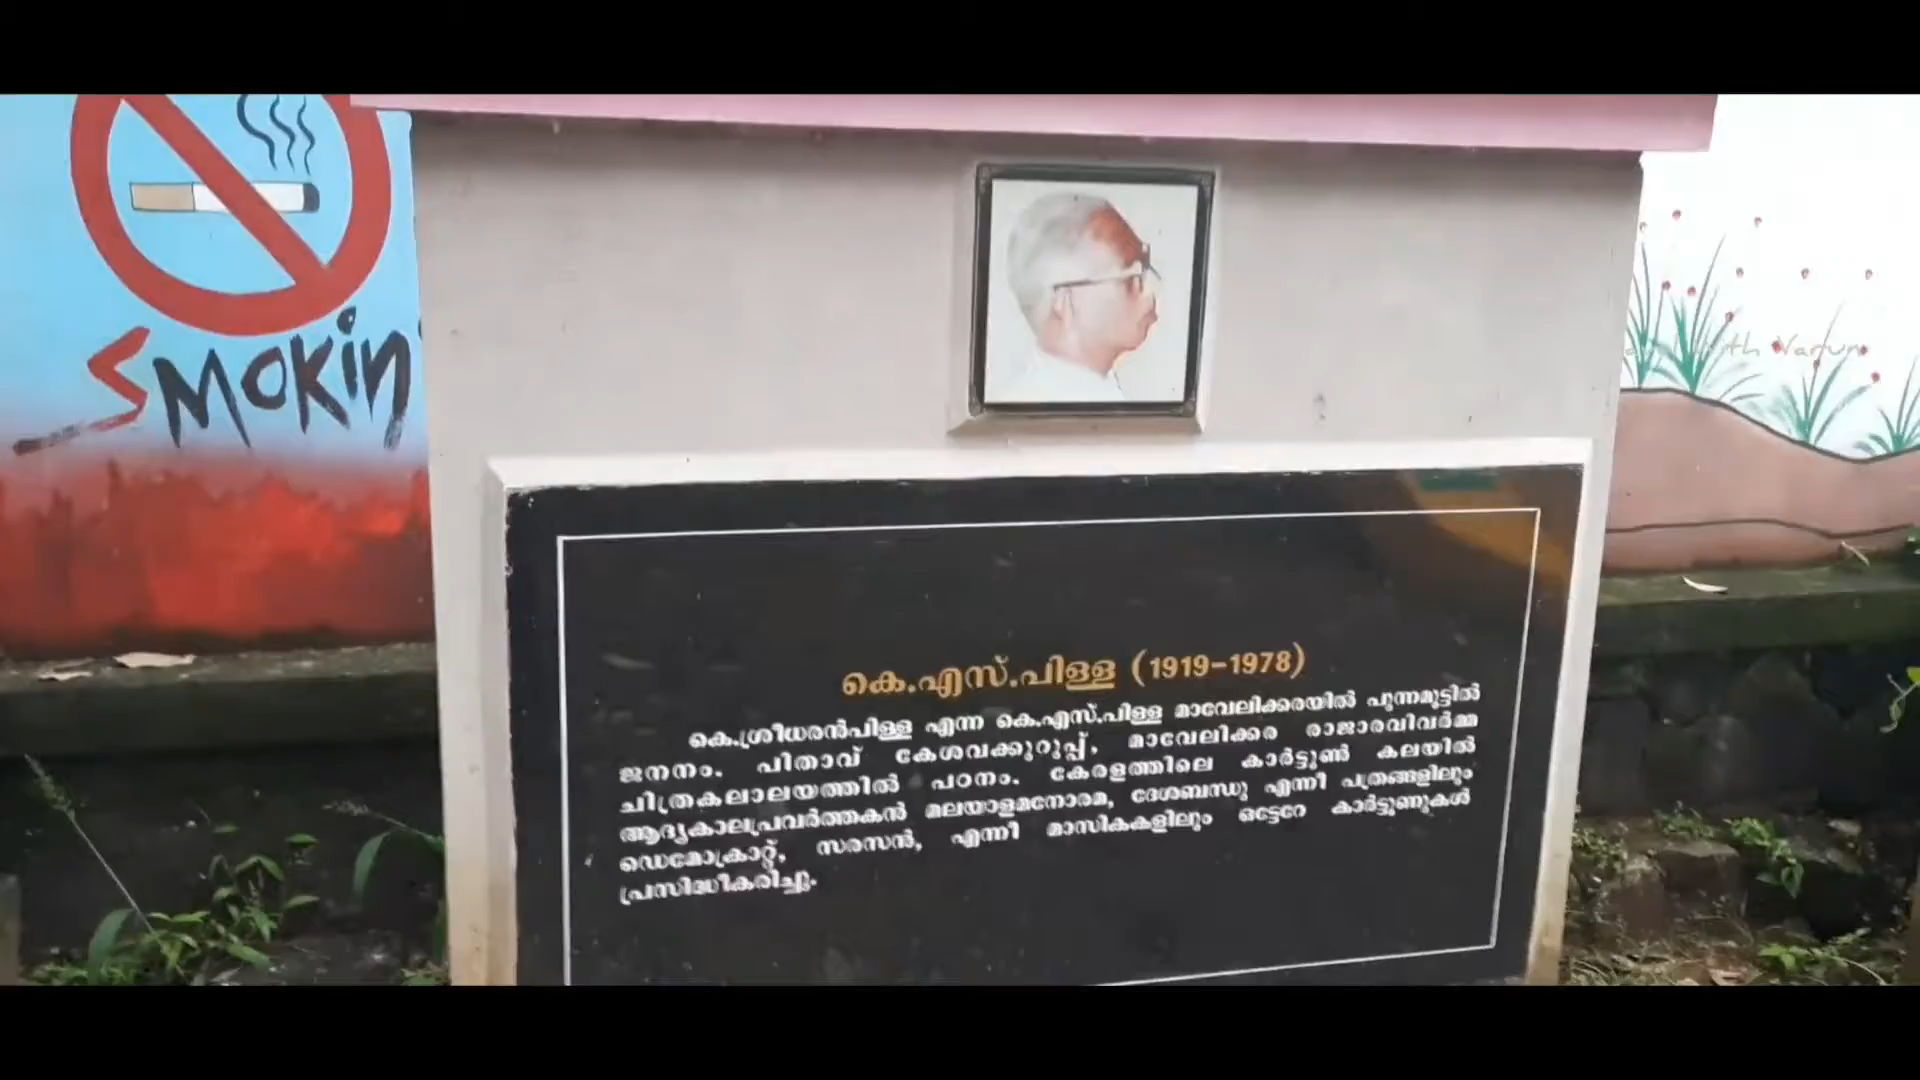 SMOKIN
With Varun
കെ.എസ്.പിള്ള (1919-1978)
കെ.ശ്രീധരൻപിള്ള എന്ന കെ.എസ്.പിള്ള മാവേലിക്കരയിൽ പുന്നമൂട്ടിൽ
ജനനം. പിതാവ് കേശവക്കുറുപ്പ്. മാവേലിക്കര രാജാരവിവർമ്മ
ചിത്രകലാലയത്തിൽ പഠനം. കേരളത്തിലെ കാർട്ടൂൺ കലയിൽ
ആദ്യകാലപ്രവർത്തകൻ മലയാളമനോരമ, ദേശബന്ധു എന്നീ പത്രങ്ങളിലും
ഡെമോക്രാറ്റ്, സരസൻ, എന്നീ മാസികകളിലും ഒട്ടേറേ കാർട്ടൂണുകൾ
പ്രസിദ്ധീകരിച്ചു.